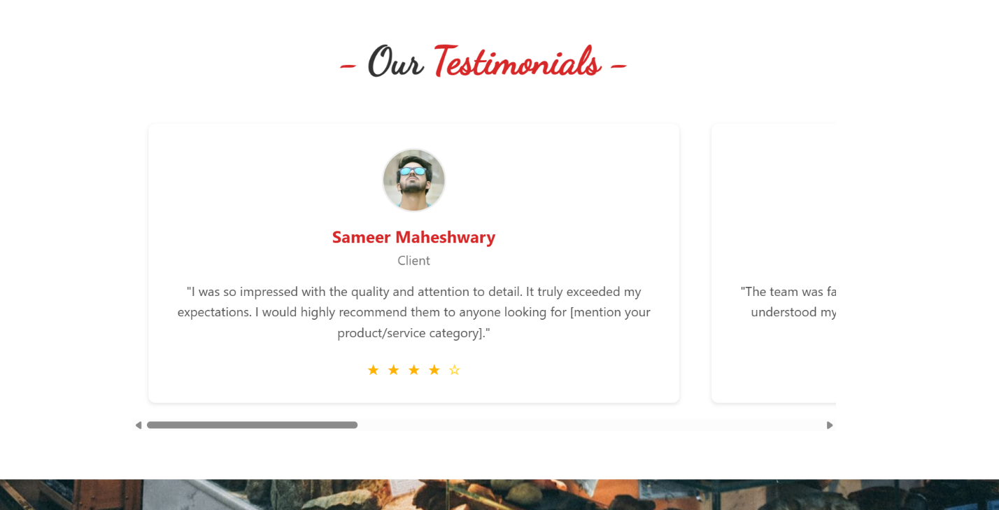 - Our Testimonials -
Sameer Maheshwary
Client
"I was so impressed with the quality and attention to detail. It truly exceeded my
expectations. I would highly recommend them to anyone looking for [mention your
product/service category]."
"The team was fa
understood my